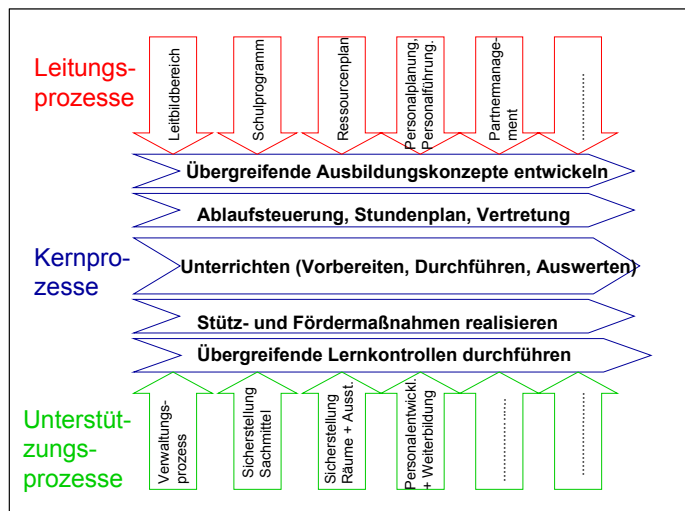 Leitungs-
prozesse
Leitbildbereich
Schulprogramm
Ressourcenplan
Personalplanung,
Personalführung.
Partnermanage-
ment
Übergreifende Ausbildungskonzepte entwickeln
Ablaufsteuerung, Stundenplan, Vertretung
Kernpro-
zesse
Unterrichten (Vorbereiten, Durchführen, Auswerten)
Stütz- und Fördermaßnahmen realisieren
Übergreifende Lernkontrollen durchführen
Unterstüt-
zungs-
prozesse
Verwaltungs-
prozess
Sicherstellung
Sachmittel
Sicherstellung
Räume + Ausst.
Personalentwickl.
+ Weiterbildung